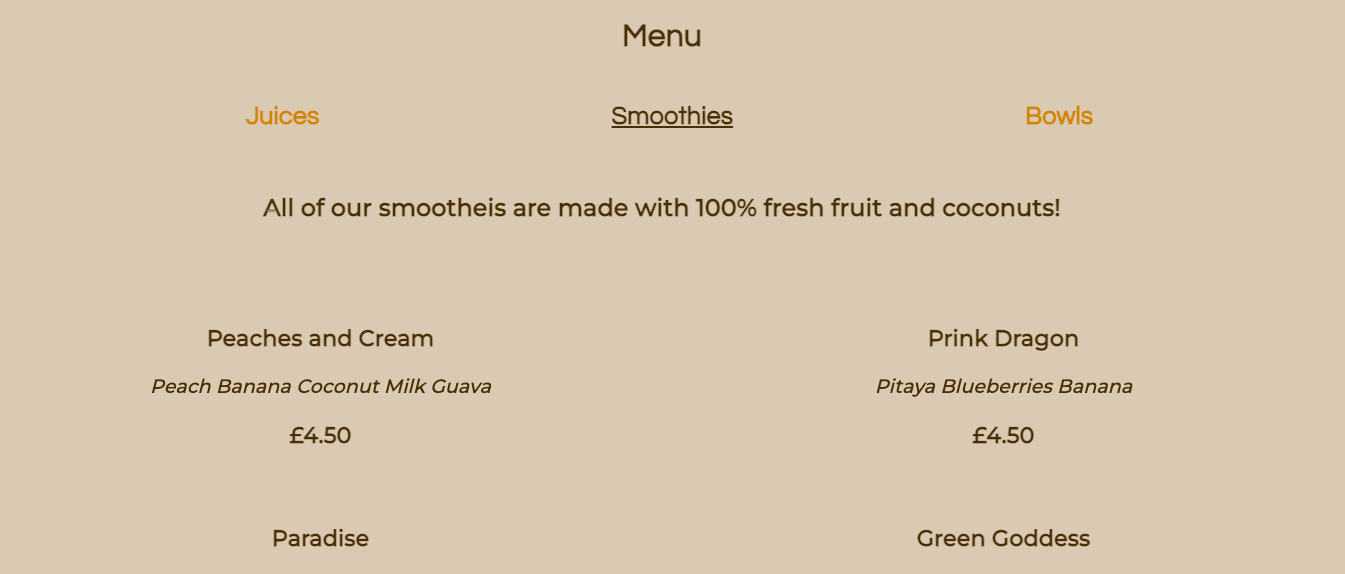 Menu
Juices Smoothies Bowls
All of our smootheis are made with 100% fresh fruit and coconuts!
Peaches and Cream
Peach Banana Coconut Milk Guava
£4.50
Prink Dragon
Pitaya Blueberries Banana
£4.50
Paradise
Green Goddess